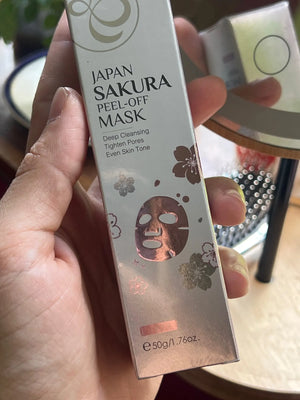 JAPAN
SAKURA
PEEL-OFF
MASK
Deep Cleansing
Tighten Pores
Even Skin Tone
℮50g/1.76oz.